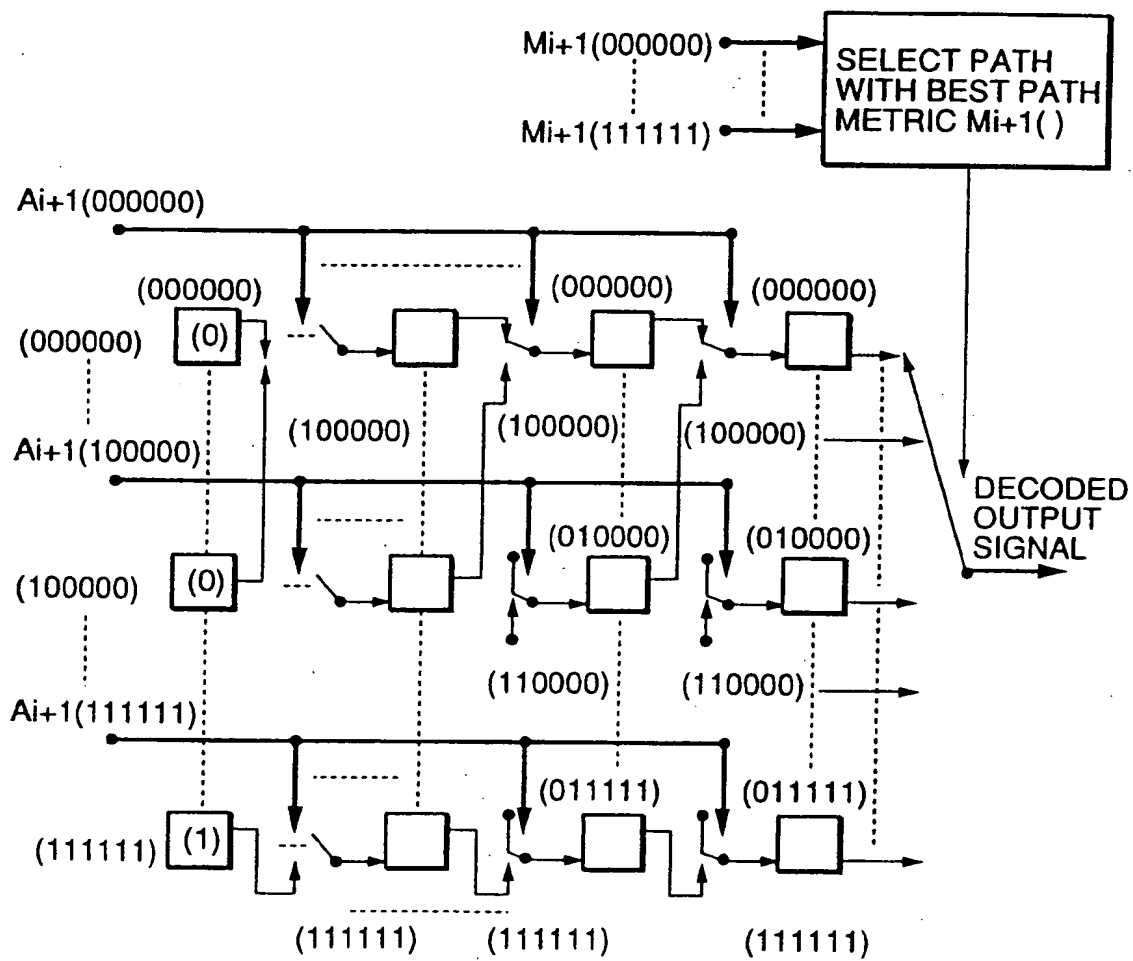 Mi+1(000000)
SELECT PATH
WITH BEST PATH
METRIC Mi+1( )
Mi+1(111111)
Ai+1(000000)
(000000)
(000000)
(000000)
(000000)
(0)
(100000)
(100000)
(100000)
Ai+1(100000)
DECODED
OUTPUT
SIGNAL
(010000)
(010000)
(100000)
(0)
(110000)
(110000)
Ai+1(111111)
(011111)
(011111)
(111111)
(1)
(111111)
(111111)
(111111)